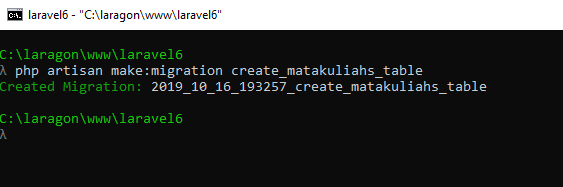 laravel6 - "C:\laragon\www\laravel6"
C:\laragon\www\laravel6
λ php artisan make:migration create_matakuliahs_table
Created Migration: 2019_10_16_193257_create_matakuliahs_table
C:\laragon\www\laravel6
λ